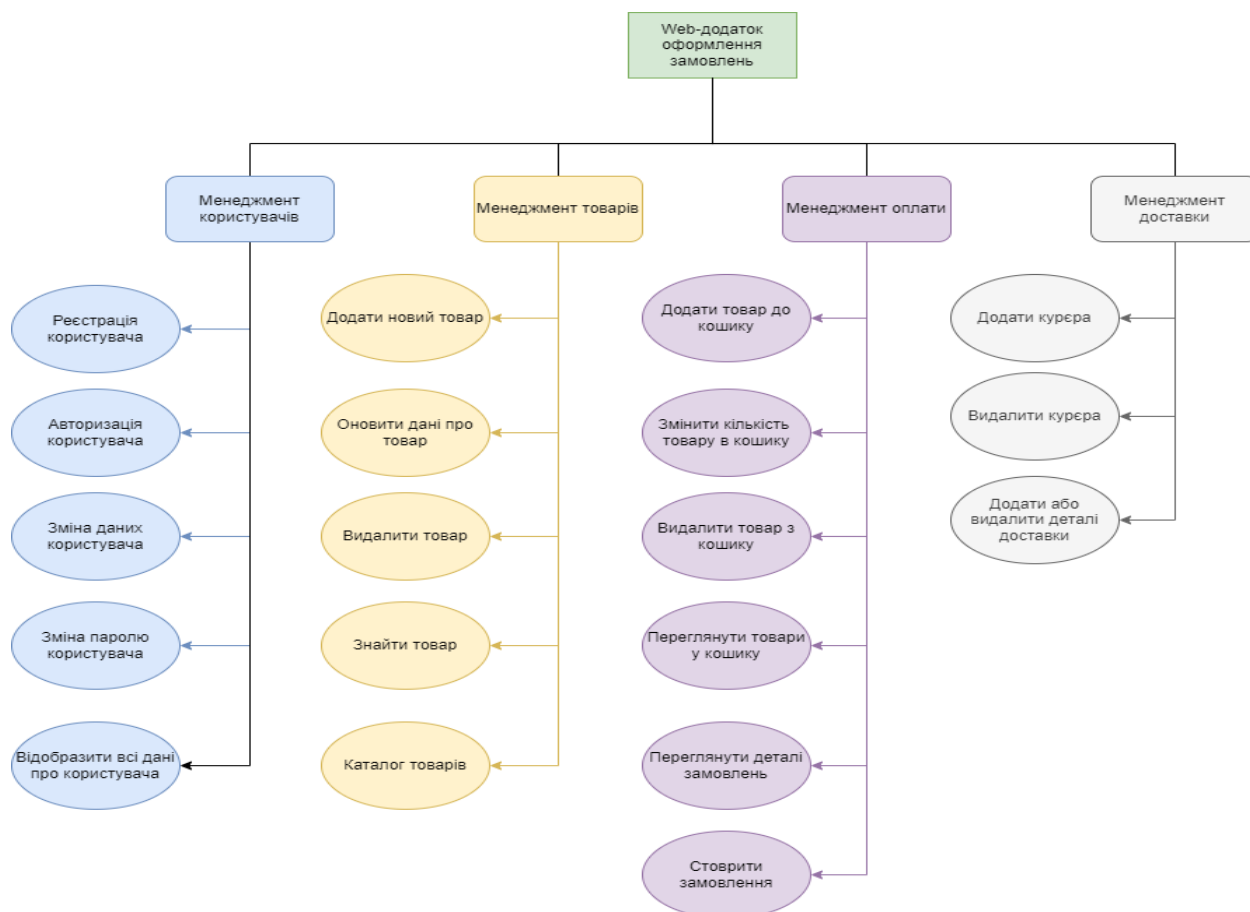 Web-додаток
оформлення
замовлень
Менеджмент
користувачів
Менеджмент товарів
Менеджмент оплати
Менеджмент
доставки
Реєстрація
користувача
Авторизація
користувача
Зміна даних
користувача
Зміна паролю
користувача
Відобразити всі дані
про користувача
Додати новий товар
Оновити дані про
товар
Видалити товар
Знайти товар
Каталог товарів
Додати товар до
кошику
Змінити кількість
товару в кошику
Видалити товар з
кошику
Переглянути товари
у кошику
Переглянути деталі
замовлень
Стоврити
замовлення
Додати курєра
Видалити курєра
Додати або
видалити деталі
доставки